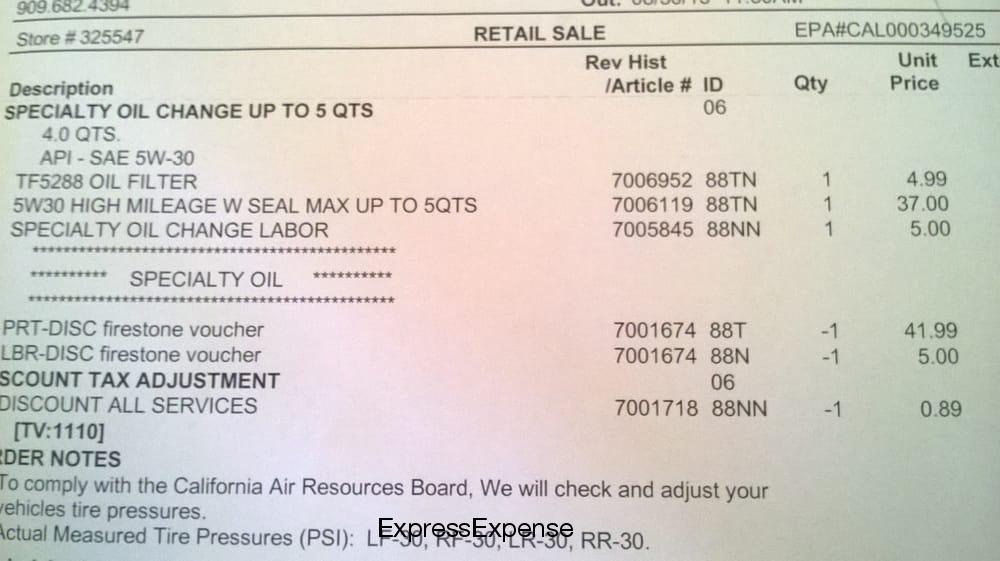 909.682.4394
Store # 325547 RETAIL SALE EPA#CAL000349525
Rev Hist Unit Ext
Description /Article # ID Qty Price
SPECIALTY OIL CHANGE UP TO 5 QTS 06
4.0 QTS.
API - SAE 5W-30
TF5288 OIL FILTER 7006952 88TN 1 4.99
5W30 HIGH MILEAGE W SEAL MAX UP TO 5QTS 7006119 88TN 1 37.00
SPECIALTY OIL CHANGE LABOR 7005845 88NN 1 5.00
************************************************
********** SPECIALTY OIL **********
************************************************
PRT-DISC firestone voucher 7001674 88T -1 41.99
LBR-DISC firestone voucher 7001674 88N -1 5.00
SCOUNT TAX ADJUSTMENT 06
DISCOUNT ALL SERVICES 7001718 88NN -1 0.89
[TV:1110]
RDER NOTES
To comply with the California Air Resources Board, We will check and adjust your
vehicles tire pressures.
Actual Measured Tire Pressures (PSI): LF-30, RF-30, LR-30, RR-30.
ExpressExpense